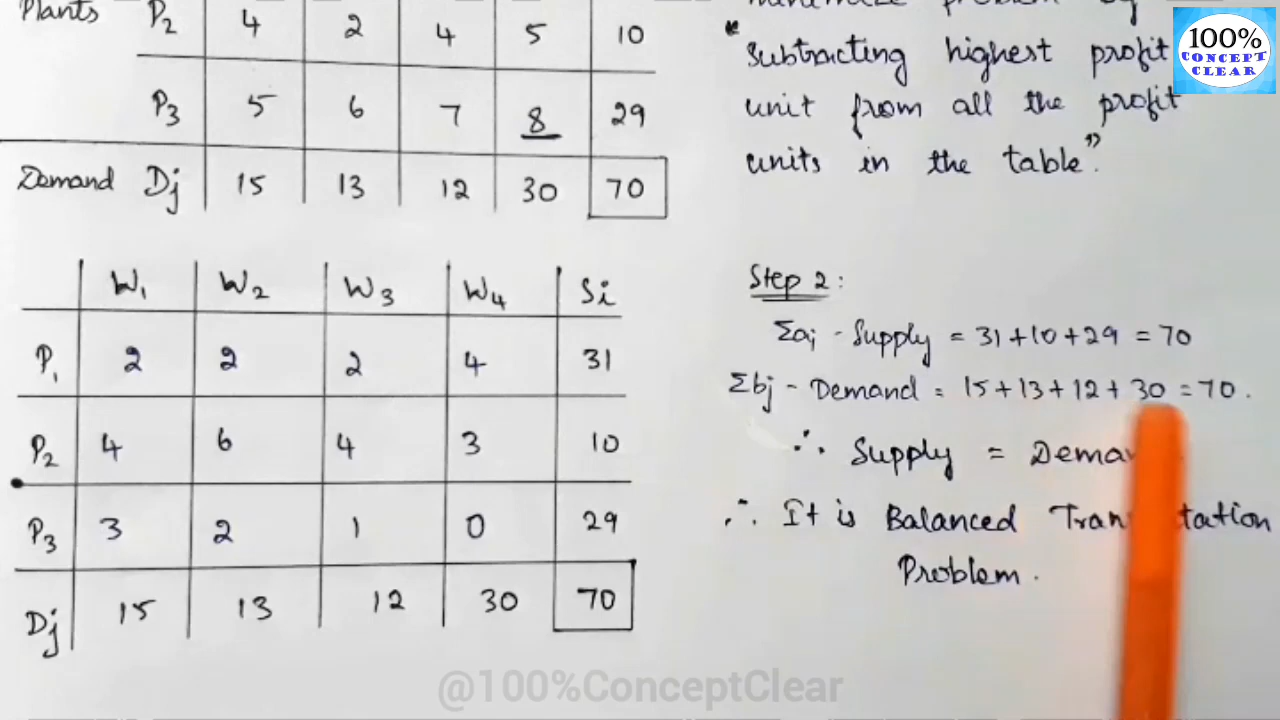 Plants P2 4 2 4 5 10
P3 5 6 7 8 29
Demand Dj 15 13 12 30 70
problem
"subtracting highest profit
unit from all the profit
units in the table".
100%
CONCEPT
CLEAR
W1 W2 W3 W4 Si
P1 2 2 2 4 31
P2 4 6 4 3 10
P3 3 2 1 0 29
Dj 15 13 12 30 70
Step 2:
Σai - Supply = 31+10+29 = 70
Σbj - Demand = 15+13+12+30 = 70.
∴ Supply = Deman
∴ It is Balanced Tran tation
Problem.
@100%ConceptClear